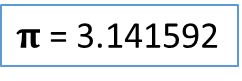 π = 3.141592